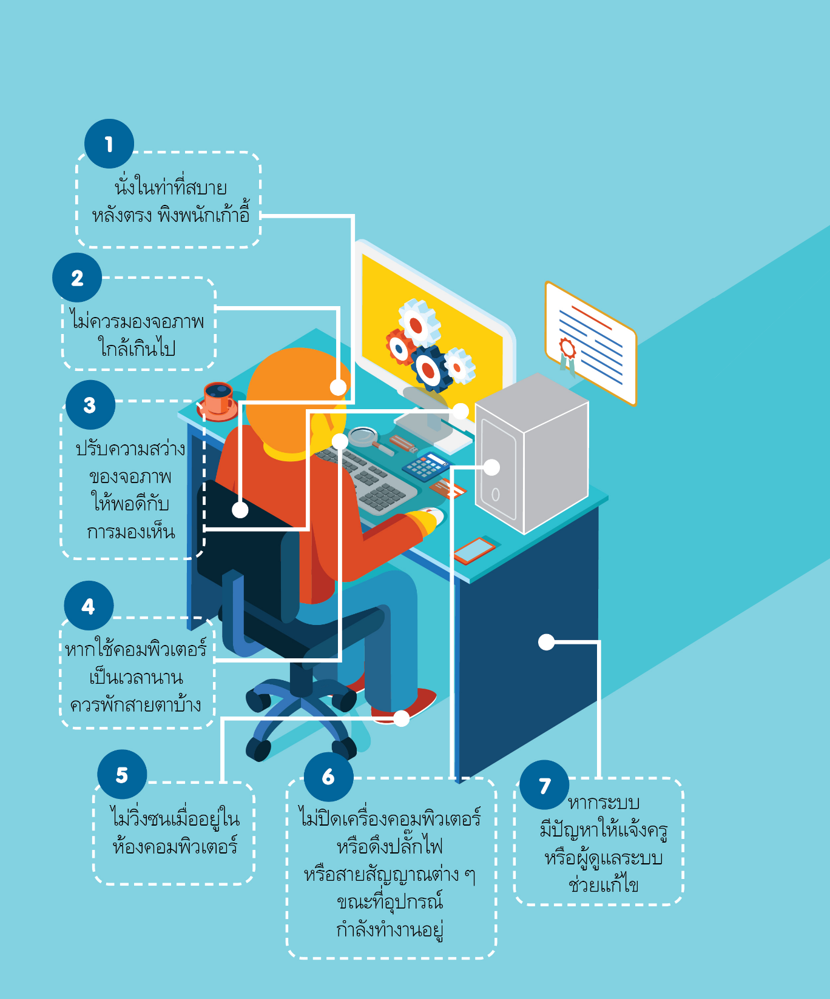 1
นั่งในท่าที่สบาย
หลังตรง พิงพนักเก้าอี้
2
ไม่ควรมองจอภาพ
ใกล้เกินไป
3
ปรับความสว่าง
ของจอภาพ
ให้พอดีกับ
การมองเห็น
4
หากใช้คอมพิวเตอร์
เป็นเวลานาน
ควรพักสายตาบ้าง
5
ไม่วิ่งซนเมื่ออยู่ใน
ห้องคอมพิวเตอร์
6
ไม่ปิดเครื่องคอมพิวเตอร์
หรือดึงปลั๊กไฟ
หรือสายสัญญาณต่าง ๆ
ขณะที่อุปกรณ์
กำลังทำงานอยู่
7
หากระบบ
มีปัญหาให้แจ้งครู
หรือผู้ดูแลระบบ
ช่วยแก้ไข